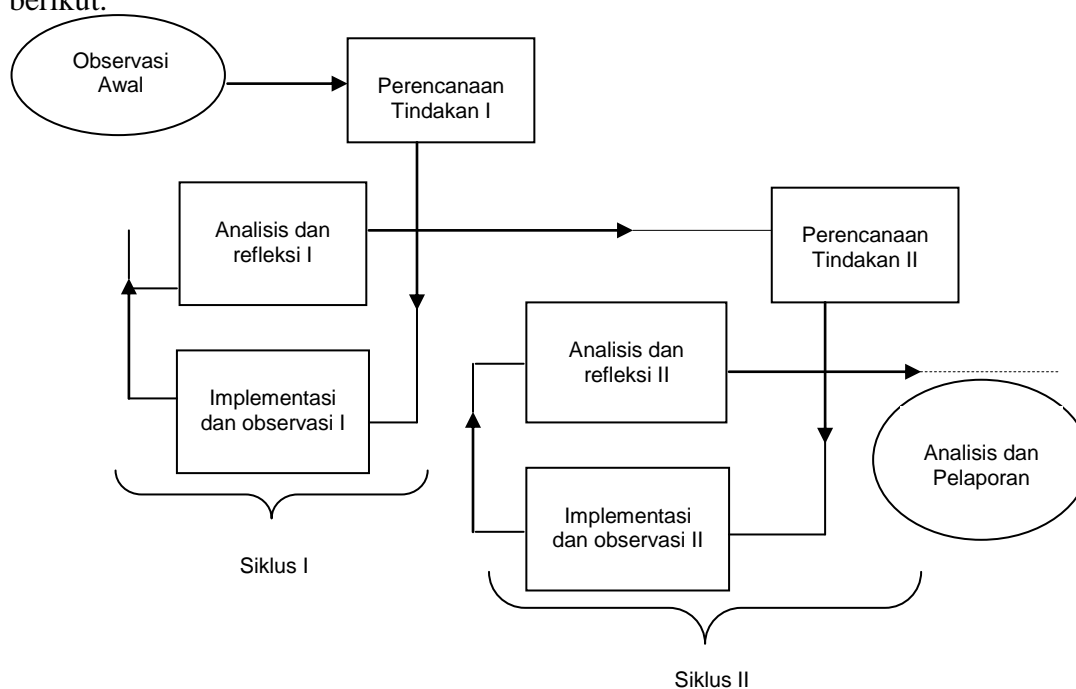 berikut.
Observasi
Awal
Perencanaan
Tindakan I
Analisis dan
refleksi I
Perencanaan
Tindakan II
Analisis dan
refleksi II
Implementasi
dan observasi I
Analisis dan
Pelaporan
Implementasi
dan observasi II
Siklus I
Siklus II